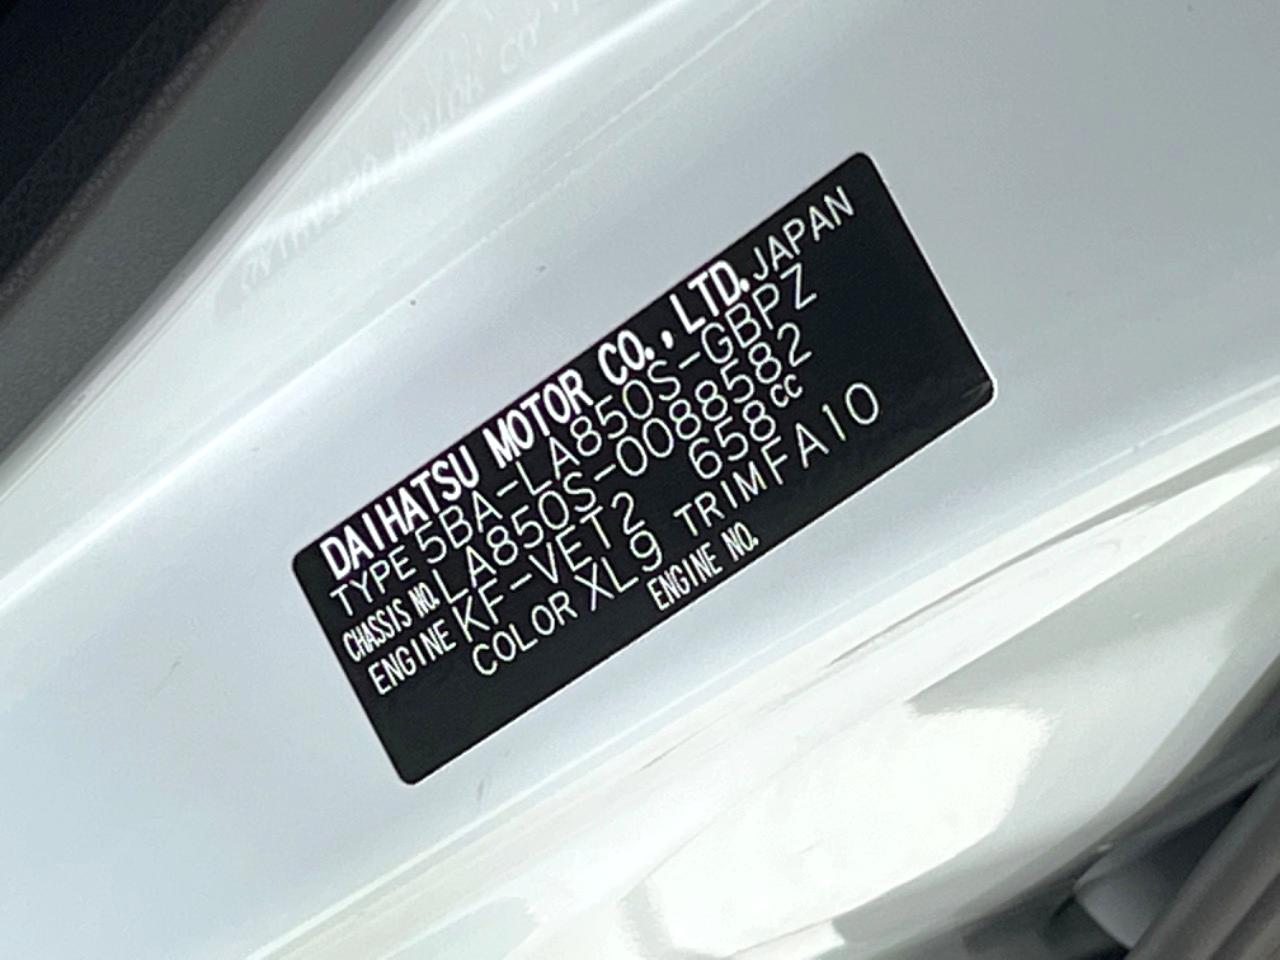 DAIHATSU MOTOR CO., LTD. JAPAN
TYPE 5BA-LA850S-GBPZ
CHASSIS NO. LA850S-0088582
ENGINE KF-VET2 658cc
COLOR XL9 TRIM FA10
ENGINE NO.